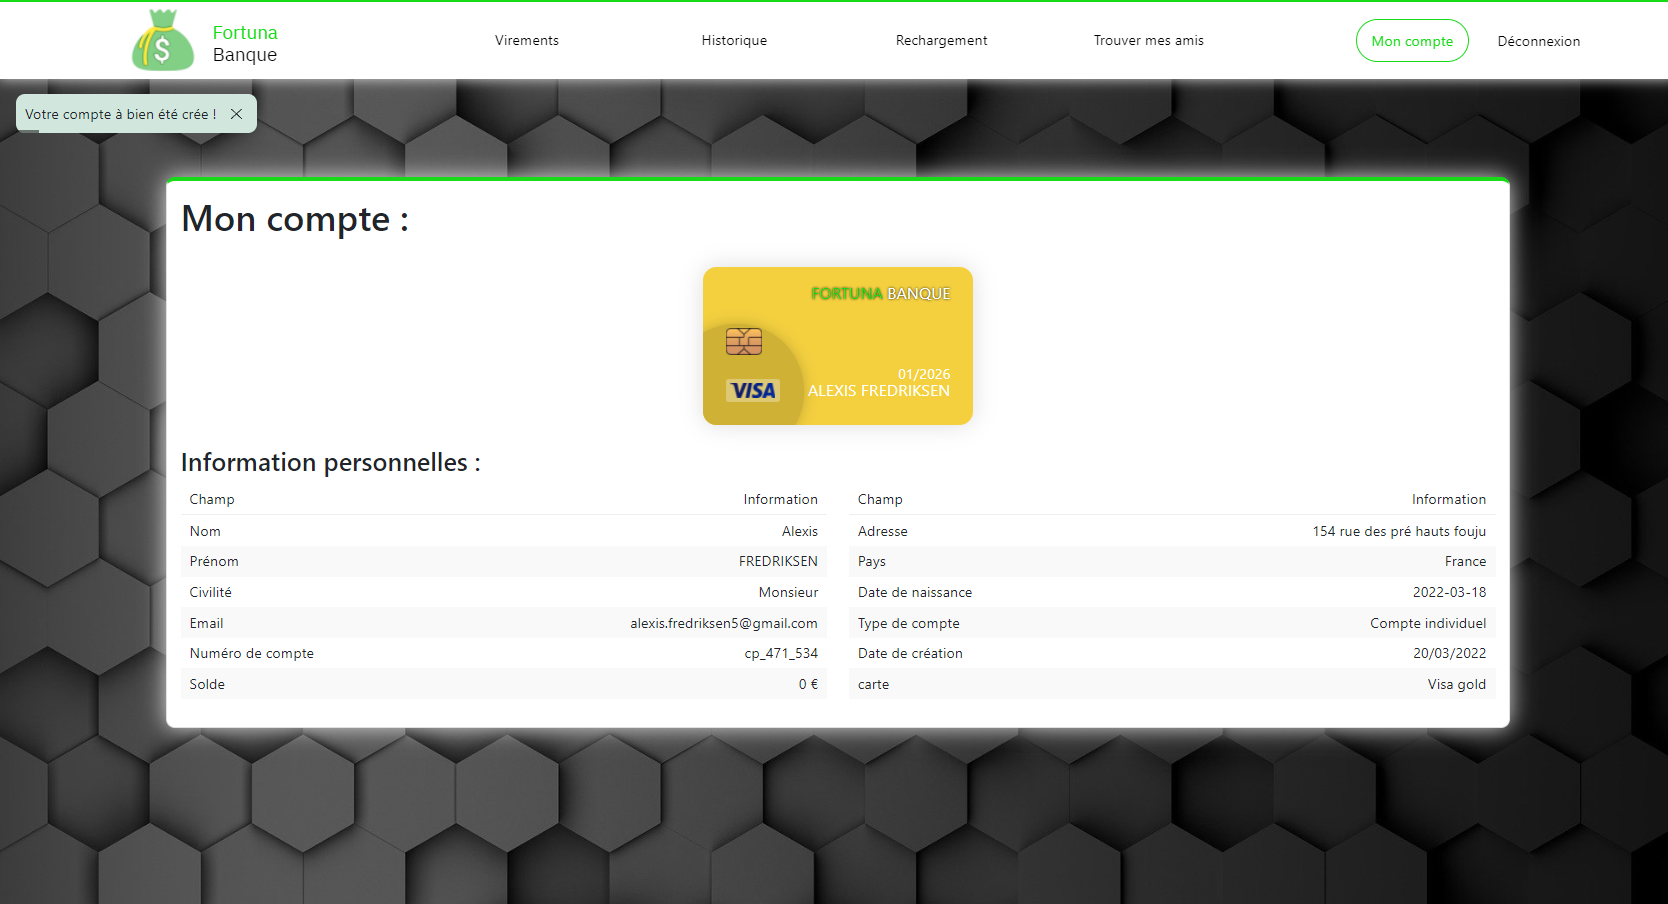 Fortuna
Banque
Virements
Historique
Rechargement
Trouver mes amis
Mon compte
Déconnexion
Votre compte à bien été crée !
Mon compte :
FORTUNA BANQUE
VISA
01/2026
ALEXIS FREDRIKSEN
Information personnelles :
Champ Information
Nom Alexis
Prénom FREDRIKSEN
Civilité Monsieur
Email alexis.fredriksen5@gmail.com
Numéro de compte cp_471_534
Solde 0 €
Champ Information
Adresse 154 rue des pré hauts fouju
Pays France
Date de naissance 2022-03-18
Type de compte Compte individuel
Date de création 20/03/2022
carte Visa gold